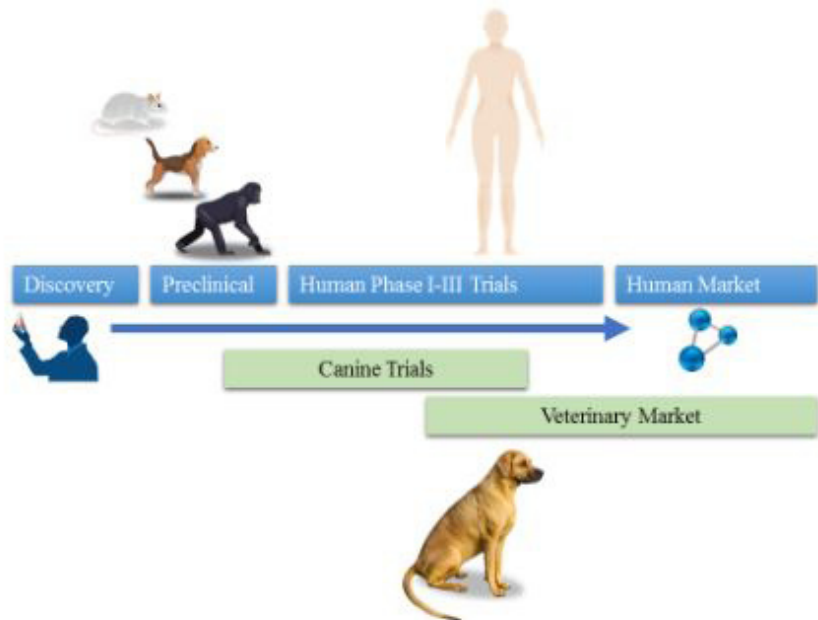 Discovery
Preclinical
Human Phase I-III Trials
Human Market
Canine Trials
Veterinary Market